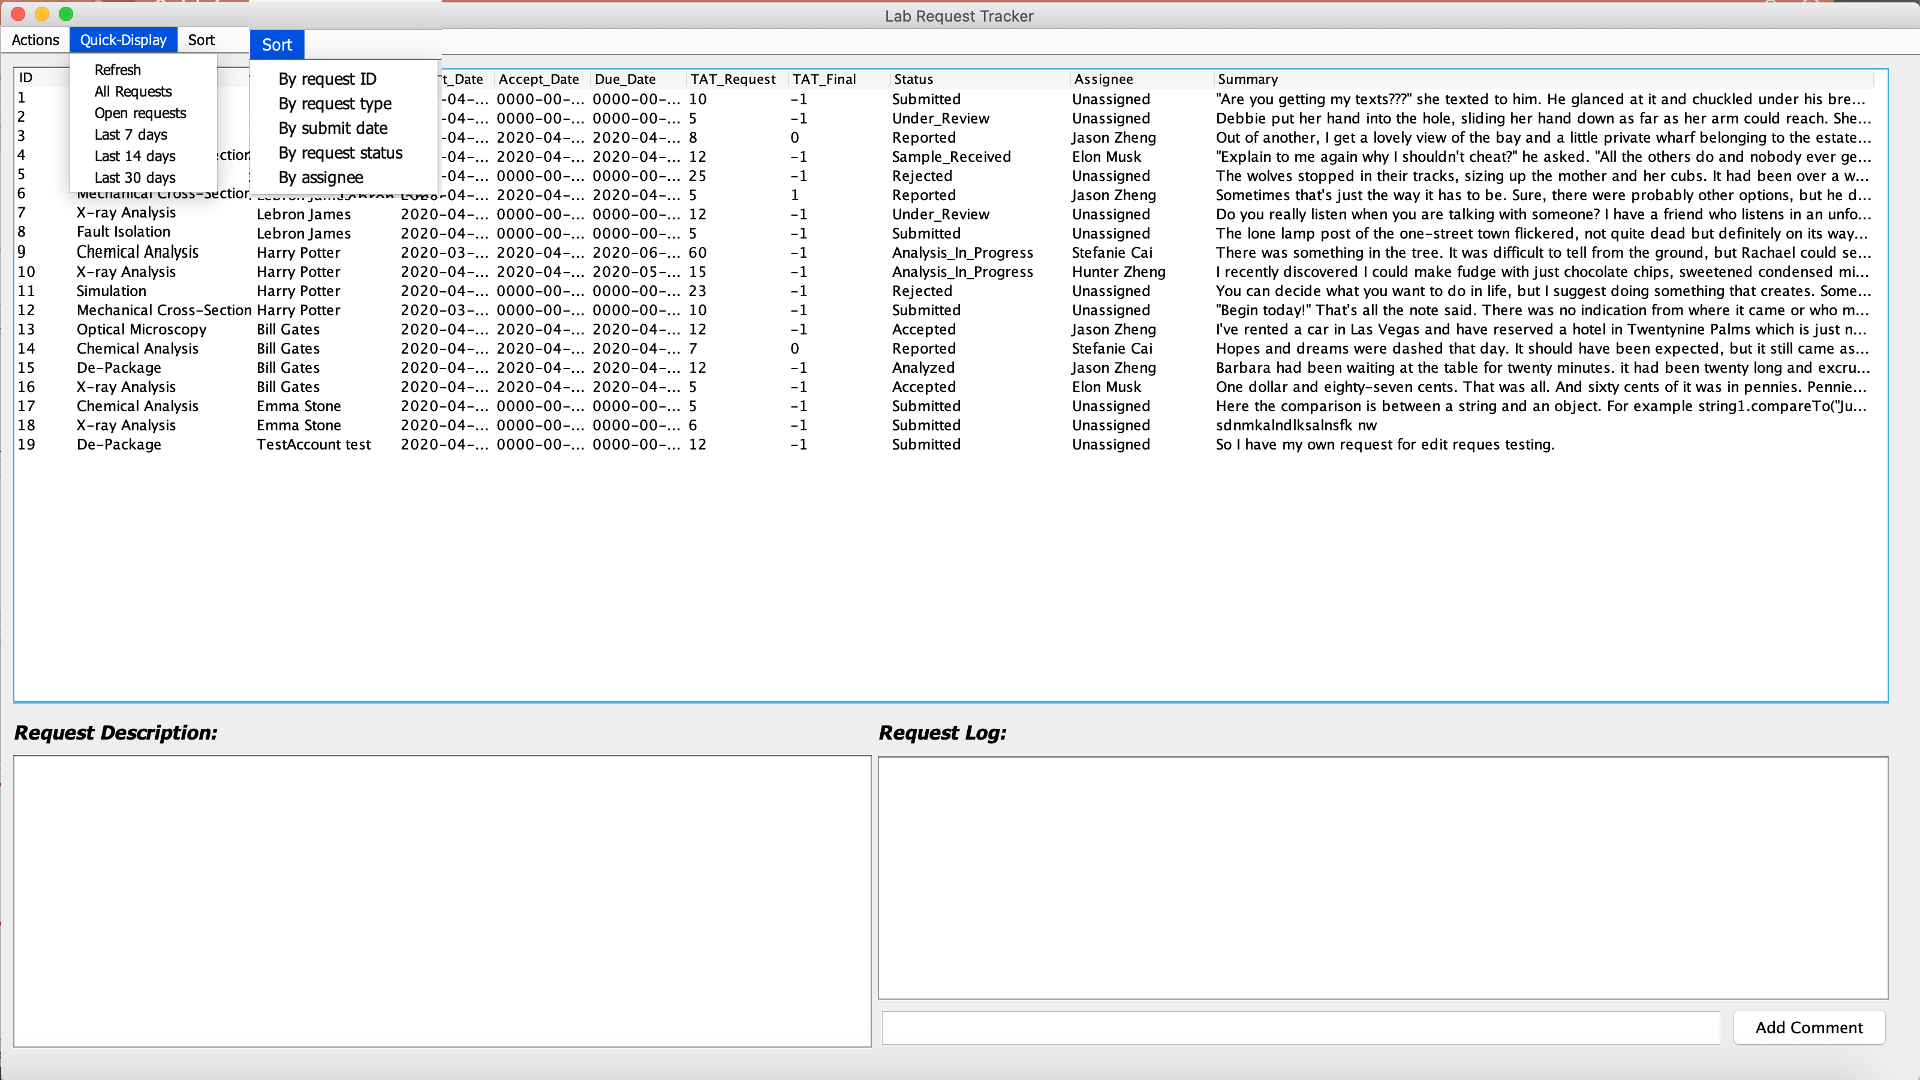 Lab Request Tracker
Actions Quick-Display Sort
Sort
Refresh
All Requests
Open requests
Last 7 days
Last 14 days
Last 30 days
By request ID
By request type
By submit date
By request status
By assignee
ID t_Date Accept_Date Due_Date TAT_Request TAT_Final Status Assignee Summary
1 -04-... 0000-00-... 0000-00-... 10 -1 Submitted Unassigned "Are you getting my texts???" she texted to him. He glanced at it and chuckled under his bre...
2 -04-... 0000-00-... 0000-00-... 5 -1 Under_Review Unassigned Debbie put her hand into the hole, sliding her hand down as far as her arm could reach. She...
3 -04-... 2020-04-... 2020-04-... 8 0 Reported Jason Zheng Out of another, I get a lovely view of the bay and a little private wharf belonging to the estate...
4 ection -04-... 2020-04-... 2020-04-... 12 -1 Sample_Received Elon Musk "Explain to me again why I shouldn't cheat?" he asked. "All the others do and nobody ever ge...
5 -04-... 0000-00-... 0000-00-... 25 -1 Rejected Unassigned The wolves stopped in their tracks, sizing up the mother and her cubs. It had been over a w...
6 Mechanical Cross-Section -04-... 2020-04-... 2020-04-... 5 1 Reported Jason Zheng Sometimes that's just the way it has to be. Sure, there were probably other options, but he d...
7 X-ray Analysis Lebron James 2020-04-... 0000-00-... 0000-00-... 12 -1 Under_Review Unassigned Do you really listen when you are talking with someone? I have a friend who listens in an unfo...
8 Fault Isolation Lebron James 2020-04-... 0000-00-... 0000-00-... 5 -1 Submitted Unassigned The lone lamp post of the one-street town flickered, not quite dead but definitely on its way...
9 Chemical Analysis Harry Potter 2020-03-... 2020-04-... 2020-06-... 60 -1 Analysis_In_Progress Stefanie Cai There was something in the tree. It was difficult to tell from the ground, but Rachael could se...
10 X-ray Analysis Harry Potter 2020-04-... 2020-04-... 2020-05-... 15 -1 Analysis_In_Progress Hunter Zheng I recently discovered I could make fudge with just chocolate chips, sweetened condensed mi...
11 Simulation Harry Potter 2020-04-... 0000-00-... 0000-00-... 23 -1 Rejected Unassigned You can decide what you want to do in life, but I suggest doing something that creates. Some...
12 Mechanical Cross-Section Harry Potter 2020-03-... 0000-00-... 0000-00-... 10 -1 Submitted Unassigned "Begin today!" That's all the note said. There was no indication from where it came or who m...
13 Optical Microscopy Bill Gates 2020-04-... 2020-04-... 2020-04-... 12 -1 Accepted Jason Zheng I've rented a car in Las Vegas and have reserved a hotel in Twentynine Palms which is just n...
14 Chemical Analysis Bill Gates 2020-04-... 2020-04-... 2020-04-... 7 0 Reported Stefanie Cai Hopes and dreams were dashed that day. It should have been expected, but it still came as...
15 De-Package Bill Gates 2020-04-... 2020-04-... 2020-04-... 12 -1 Analyzed Jason Zheng Barbara had been waiting at the table for twenty minutes. it had been twenty long and excru...
16 X-ray Analysis Bill Gates 2020-04-... 2020-04-... 2020-04-... 5 -1 Accepted Elon Musk One dollar and eighty-seven cents. That was all. And sixty cents of it was in pennies. Pennie...
17 Chemical Analysis Emma Stone 2020-04-... 0000-00-... 0000-00-... 5 -1 Submitted Unassigned Here the comparison is between a string and an object. For example string1.compareTo("Ju...
18 X-ray Analysis Emma Stone 2020-04-... 0000-00-... 0000-00-... 6 -1 Submitted Unassigned sdnmkalndlksalnsfk nw
19 De-Package TestAccount test 2020-04-... 0000-00-... 0000-00-... 12 -1 Submitted Unassigned So I have my own request for edit reques testing.
Request Description: Request Log:
Add Comment